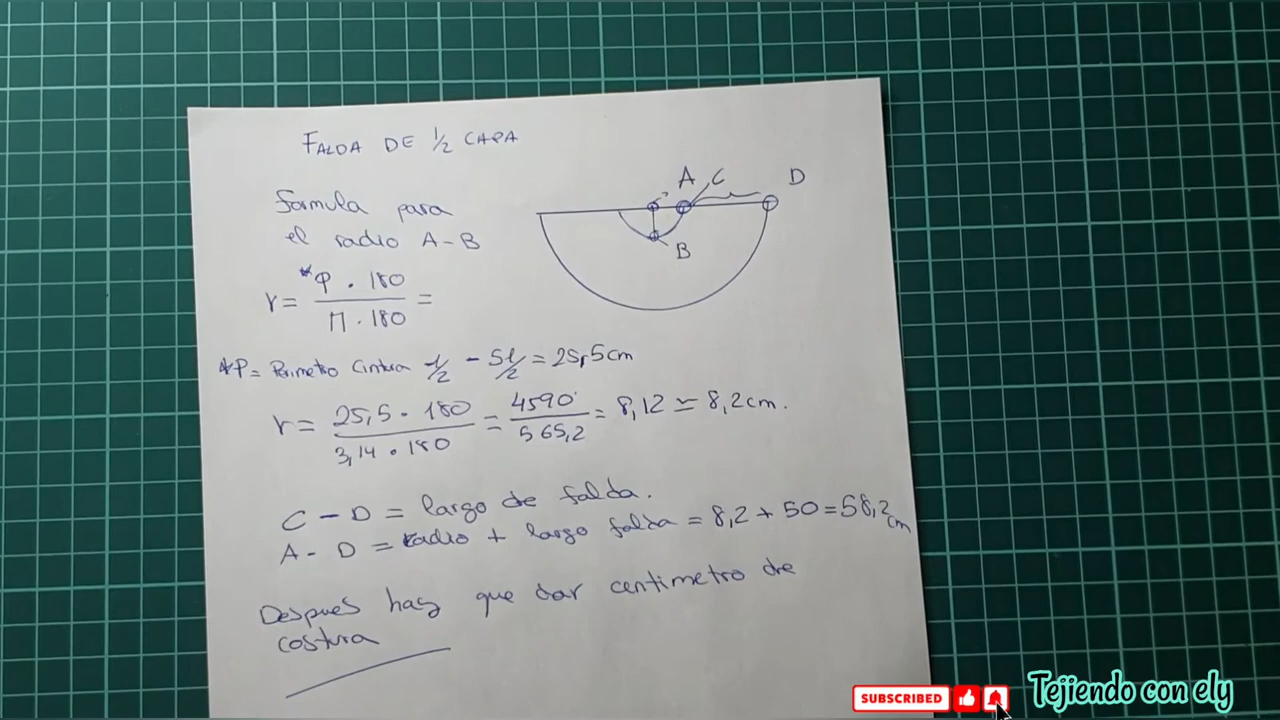 FALDA DE 1/2 CAPA
formula para
el radio A-B
r= *P . 180 / π . 180 =
A C D
B
*P = Perimetro Cintura 1/2 - 51/2 = 25,5cm
r = 25,5 . 180 / 3,14 . 180 = 4590 / 565,2 = 8,12 ≃ 8,2cm.
C - D = largo de falda.
A - D = radio + largo falda = 8,2 + 50 = 58,2 cm
Despues hay que dar centimetro de
costura
SUBSCRIBED
Tejiendo con ely